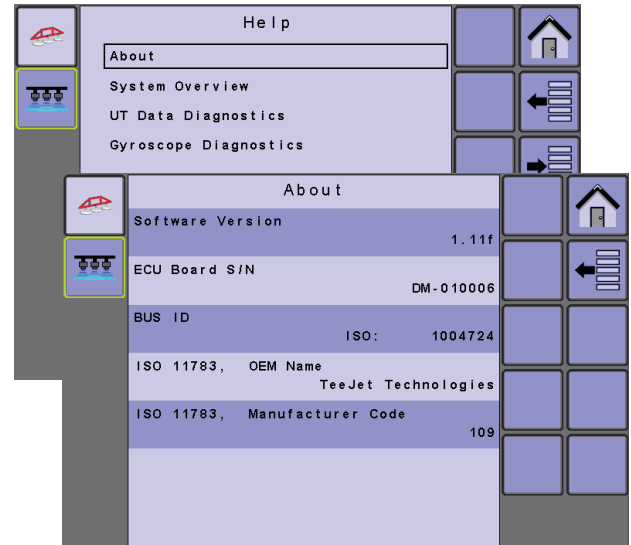 Help
About
System Overview
UT Data Diagnostics
Gyroscope Diagnostics
About
Software Version
1.11f
ECU Board S/N
DM-010006
BUS ID
ISO: 1004724
ISO 11783, OEM Name
TeeJet Technologies
ISO 11783, Manufacturer Code
109